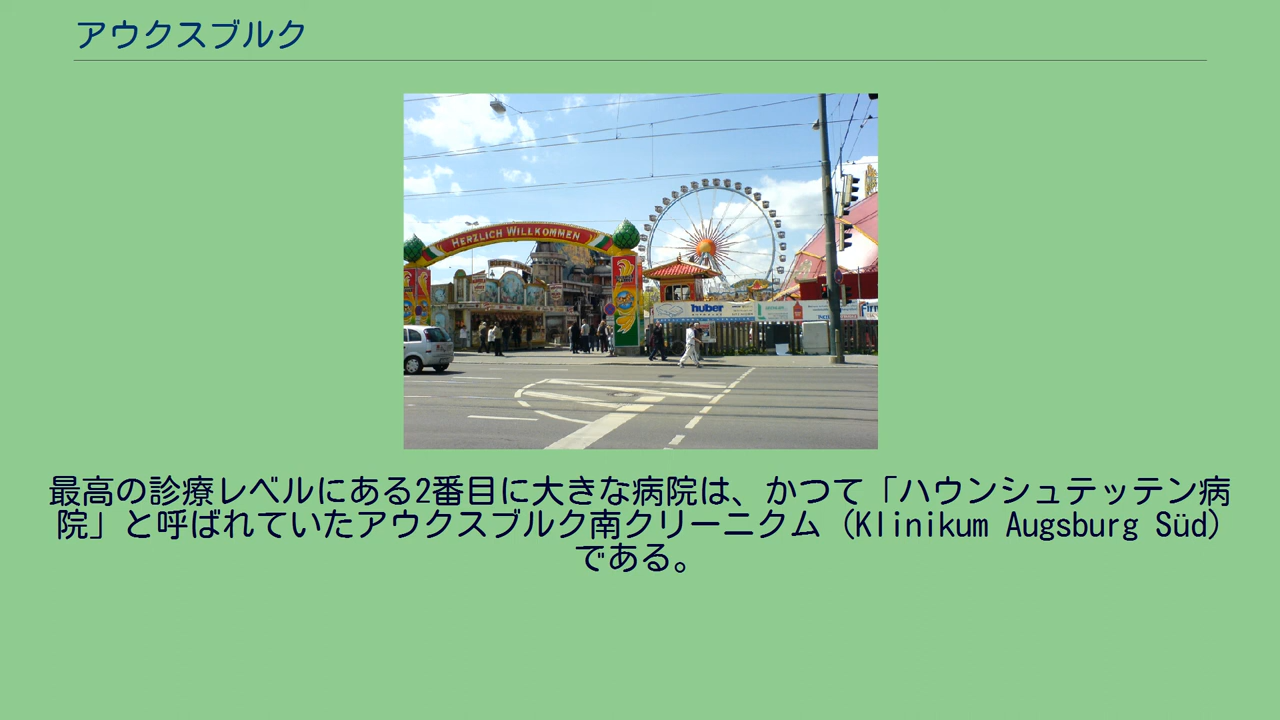 アウクスブルク
HERZLICH WILLKOMMEN
huber
最高の診療レベルにある2番目に大きな病院は、かつて「ハウンシュテッテン病
院」と呼ばれていたアウクスブルク南クリーニクム (Klinikum Augsburg Süd)
である。